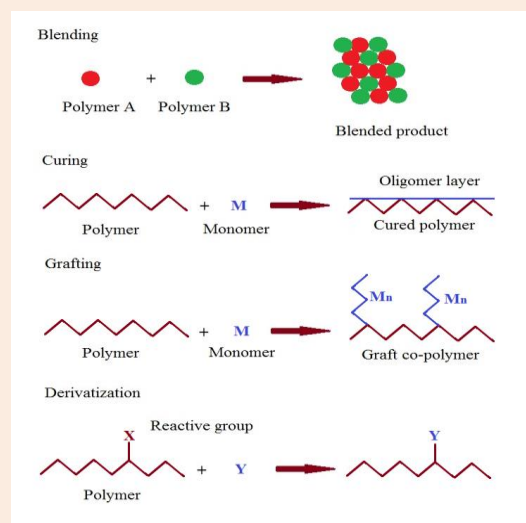 Blending
+
Polymer A Polymer B
Blended product
Curing
Oligomer layer
+ M
Polymer Monomer
Cured polymer
Grafting
Mn Mn
+ M
Polymer Monomer
Graft co-polymer
Derivatization
X Reactive group
Y
+ Y
Polymer